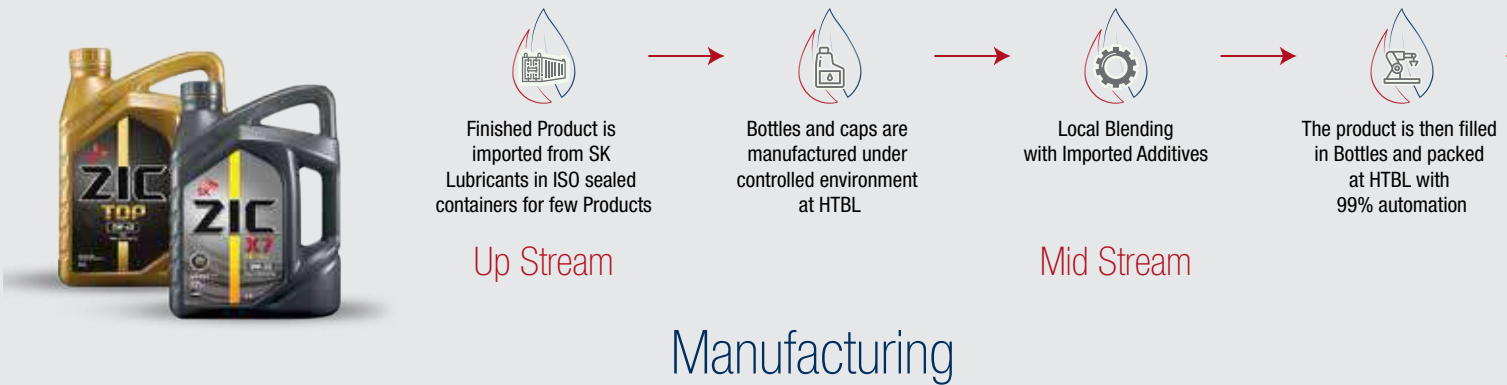 ZIC
TOP
SK
ZIC
X7
Finished Product is
imported from SK
Lubricants in ISO sealed
containers for few Products
Bottles and caps are
manufactured under
controlled environment
at HTBL
Local Blending
with Imported Additives
The product is then filled
in Bottles and packed
at HTBL with
99% automation
Up Stream
Mid Stream
Manufacturing